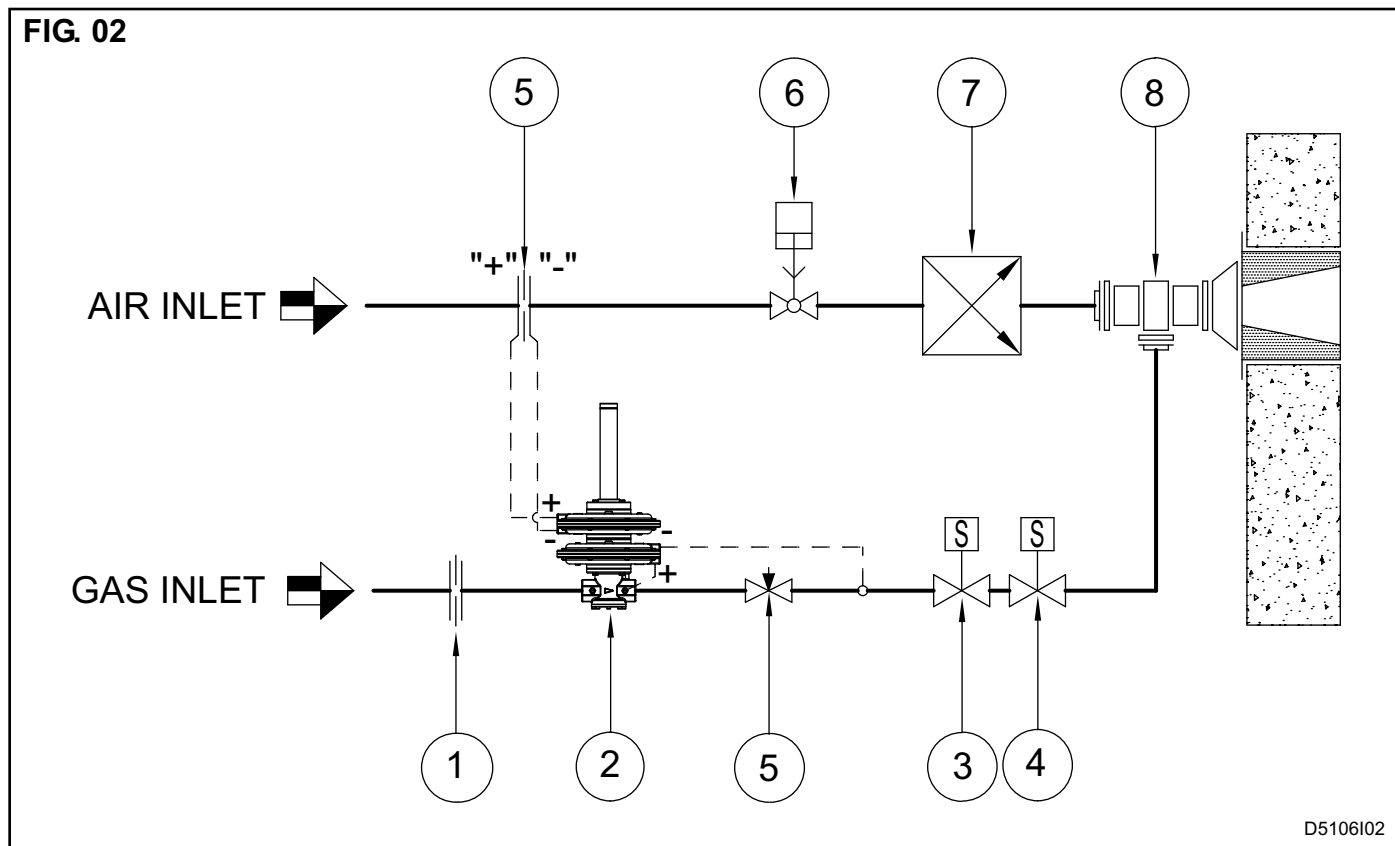 FIG. 02
5 6 7 8
"+" "-"
AIR INLET
+
-
-
+
S S
GAS INLET
1 2 5 3 4
D5106I02